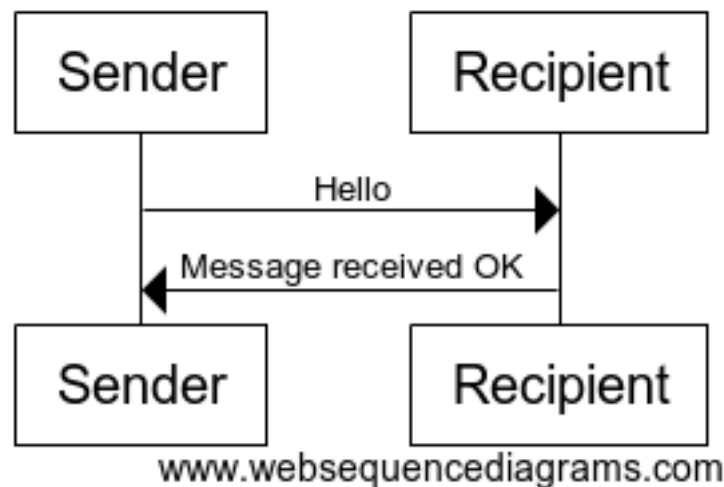 Sender Recipient
Hello
Message received OK
Sender Recipient
www.websequencediagrams.com